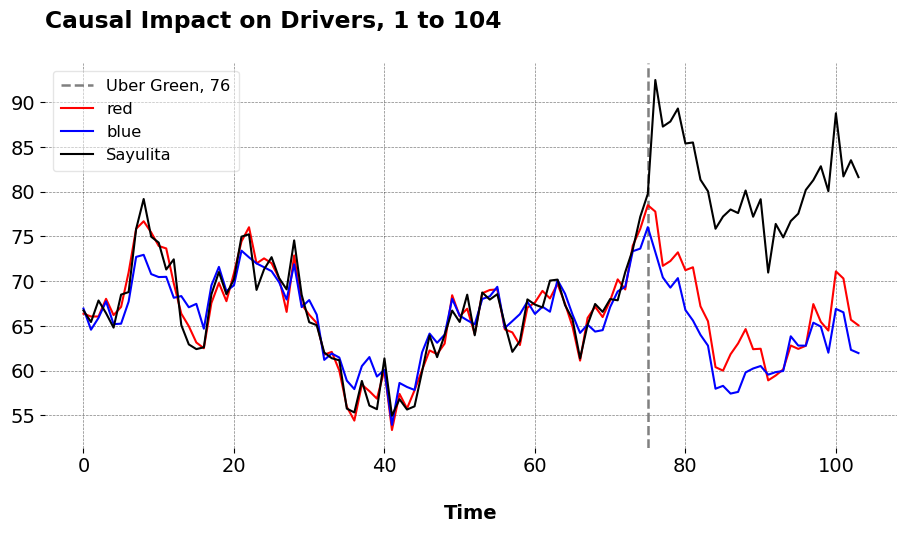 Causal Impact on Drivers, 1 to 104
Uber Green, 76
red
blue
Sayulita
90
85
80
75
70
65
60
55
0 20 40 60 80 100
Time